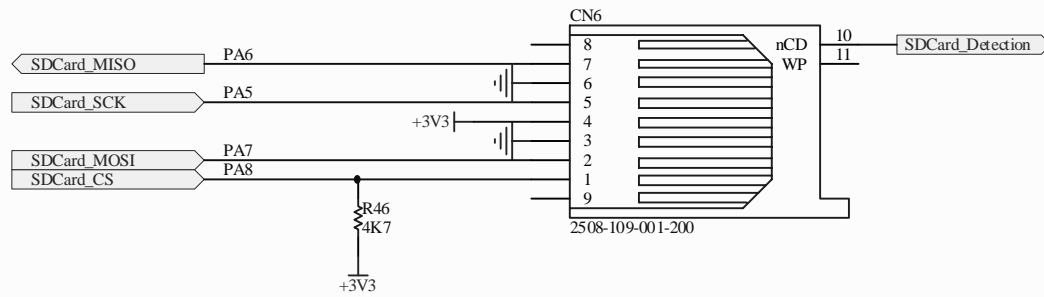 CN6
8
nCD
10
SDCard_Detection
SDCard_MISO
PA6
7
WP
11
6
SDCard_SCK
PA5
5
+3V3
4
3
SDCard_MOSI
PA7
2
SDCard_CS
PA8
1
9
R46
4K7
2508-109-001-200
+3V3